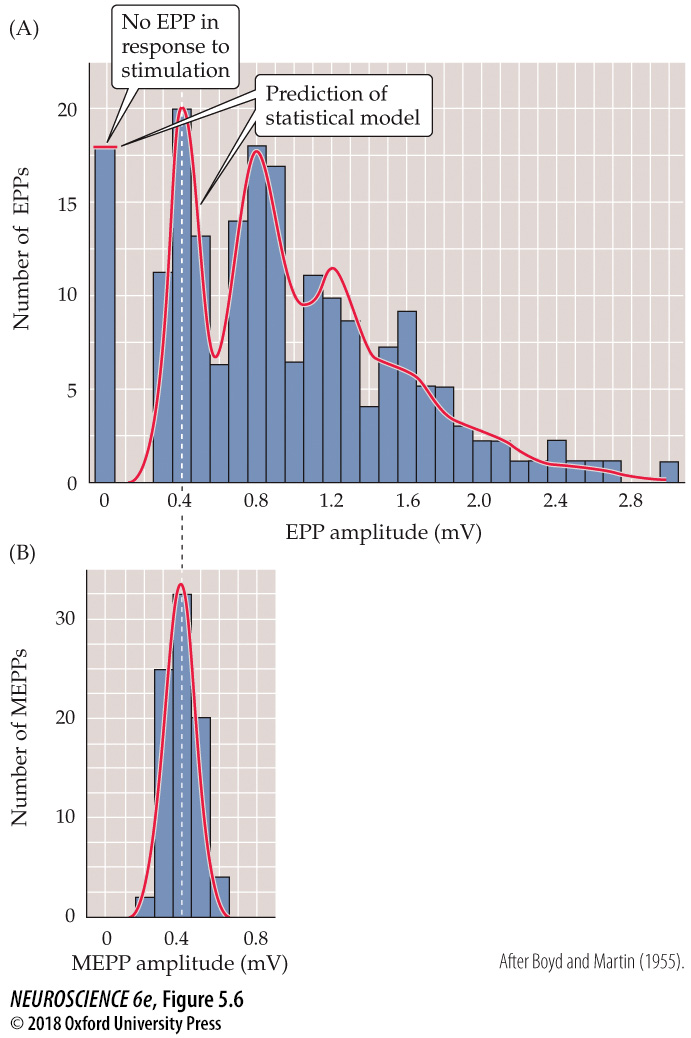 (A)
No EPP in
response to
stimulation
Prediction of
statistical model
Number of EPPs
20
15
10
5
0
0 0.4 0.8 1.2 1.6 2.0 2.4 2.8
EPP amplitude (mV)
(B)
Number of MEPPs
30
20
10
0
0 0.4 0.8
MEPP amplitude (mV)
After Boyd and Martin (1955).
NEUROSCIENCE 6e, Figure 5.6
© 2018 Oxford University Press